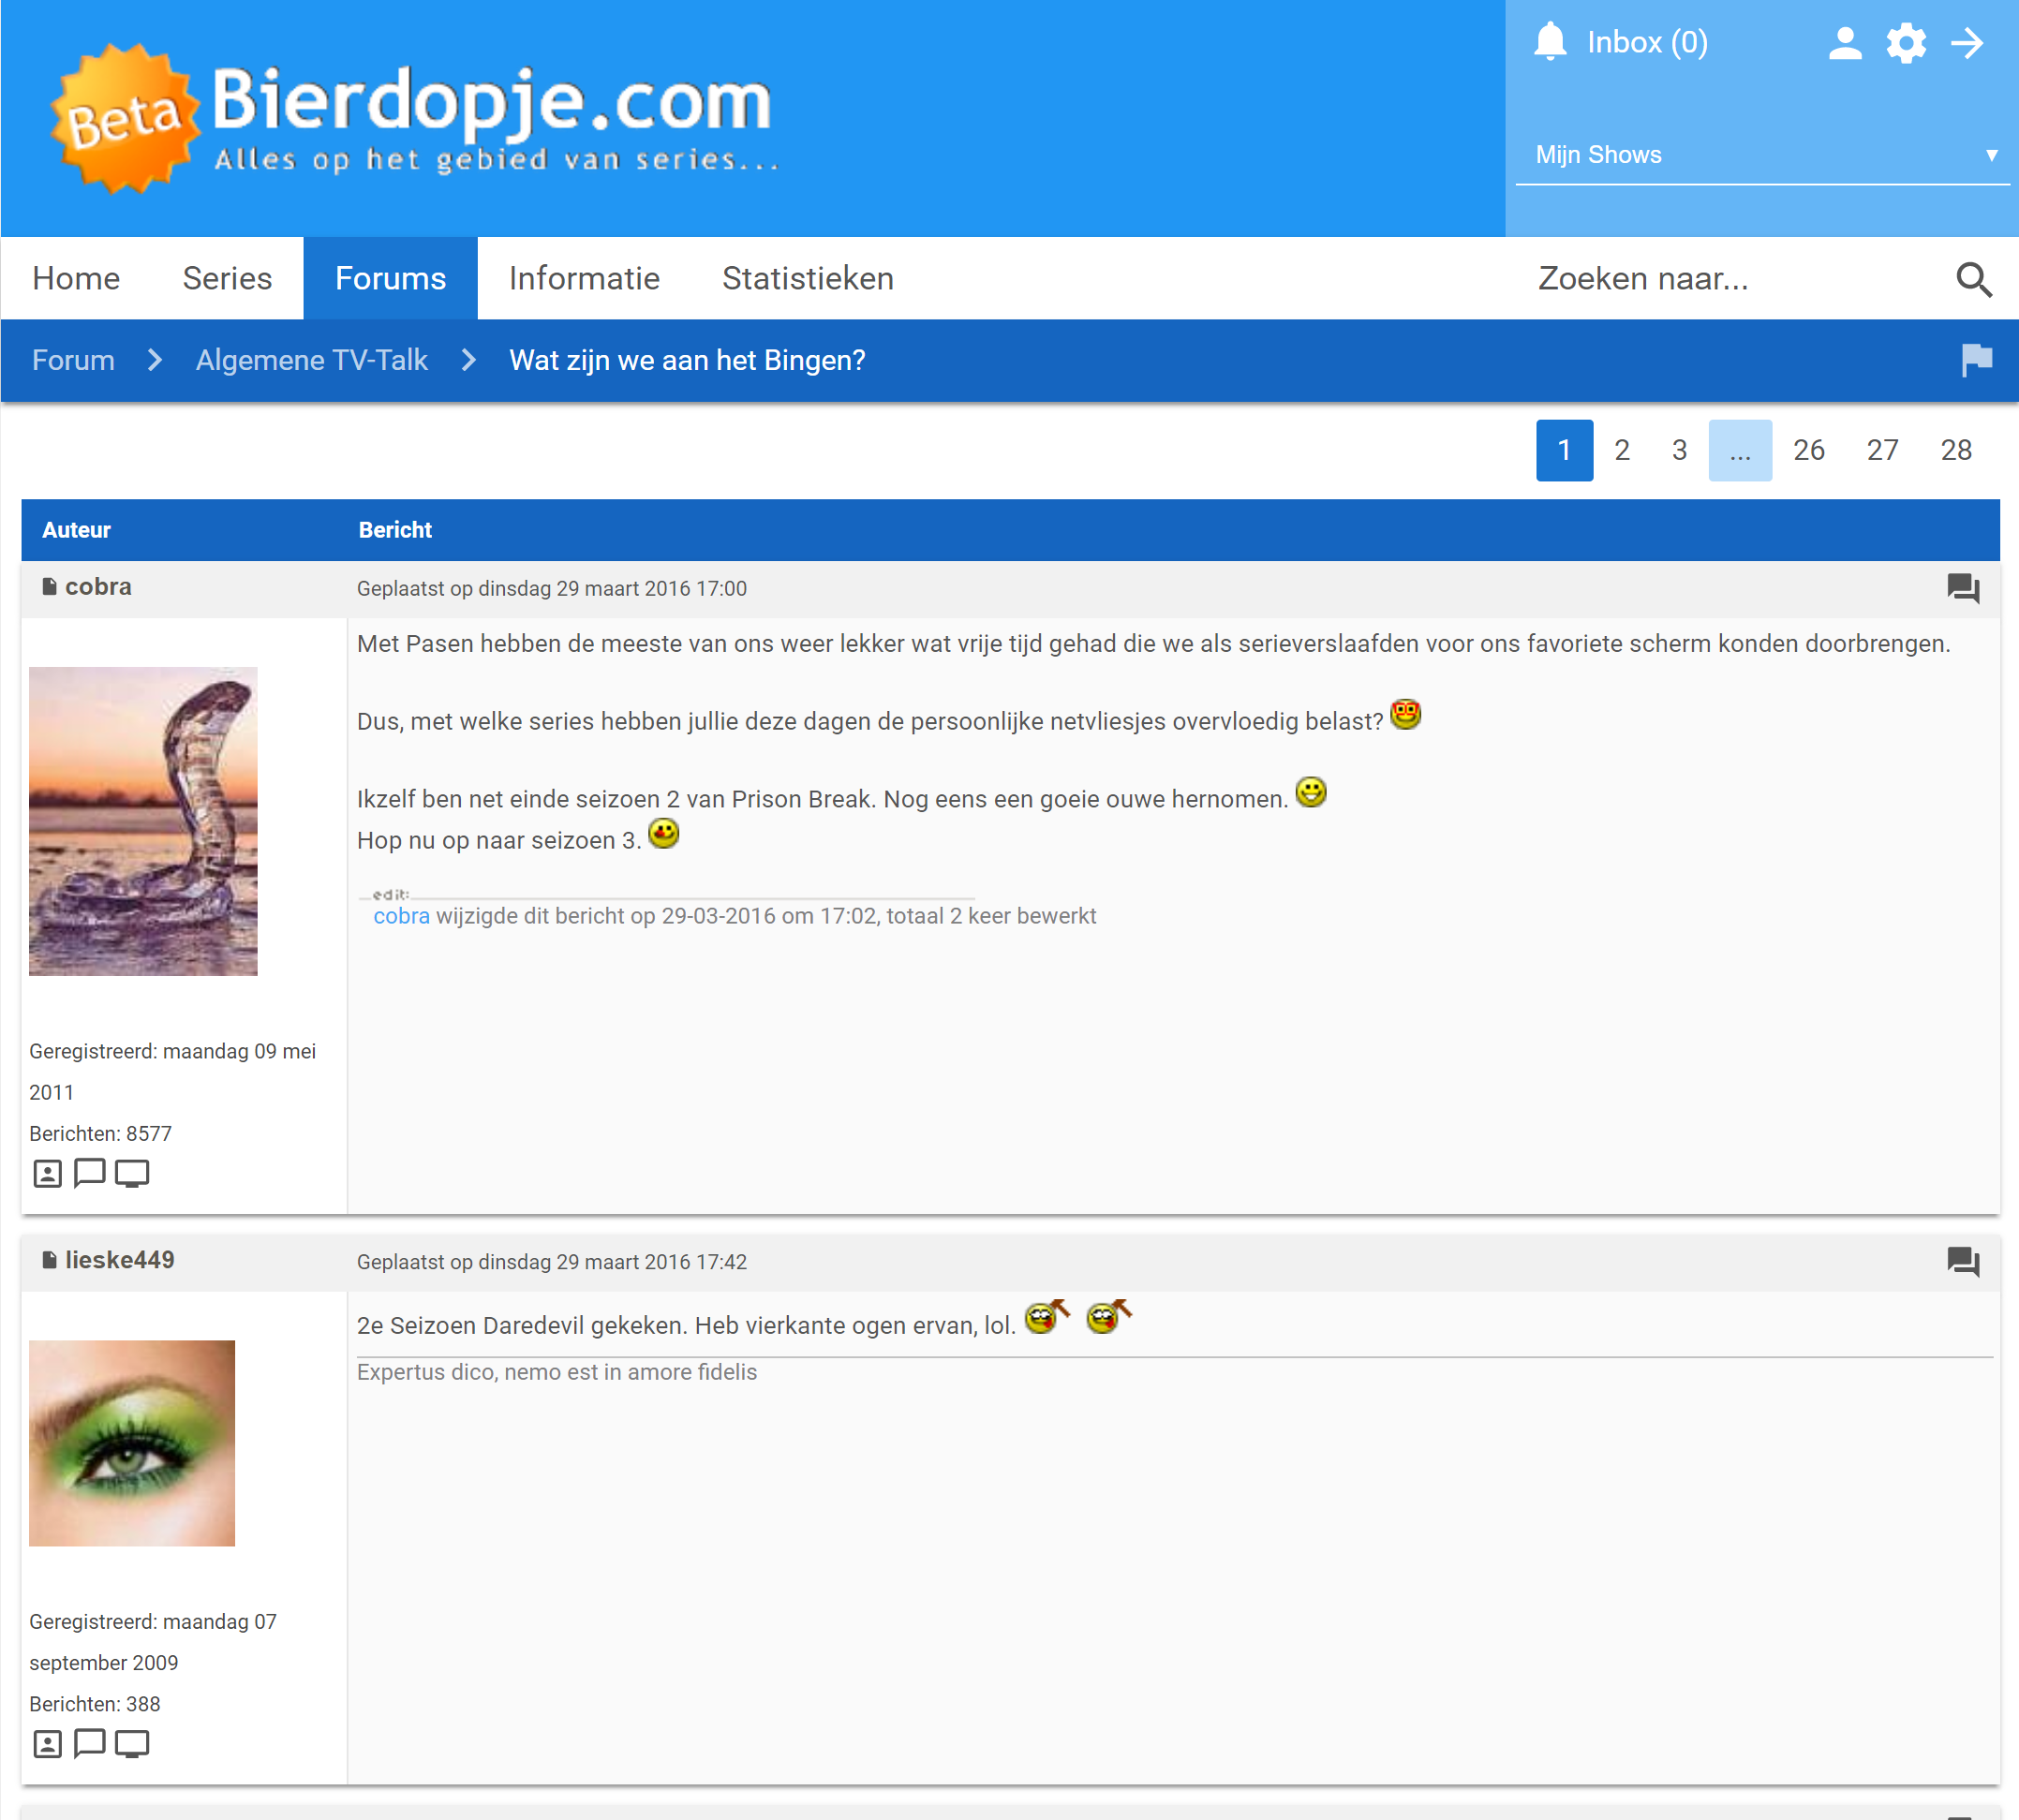 Beta
Bierdopje.com
Alles op het gebied van series...
Inbox (0)
Mijn Shows
Home
Series
Forums
Informatie
Statistieken
Zoeken naar...
Forum
Algemene TV-Talk
Wat zijn we aan het Bingen?
1 2 3 ... 26 27 28
Auteur
Bericht
cobra
Geplaatst op dinsdag 29 maart 2016 17:00
Met Pasen hebben de meeste van ons weer lekker wat vrije tijd gehad die we als serieverslaafden voor ons favoriete scherm konden doorbrengen.
Dus, met welke series hebben jullie deze dagen de persoonlijke netvliesjes overvloedig belast?
Ikzelf ben net einde seizoen 2 van Prison Break. Nog eens een goeie ouwe hernomen.
Hop nu op naar seizoen 3.
edit:
cobra wijzigde dit bericht op 29-03-2016 om 17:02, totaal 2 keer bewerkt
Geregistreerd: maandag 09 mei
2011
Berichten: 8577
lieske449
Geplaatst op dinsdag 29 maart 2016 17:42
2e Seizoen Daredevil gekeken. Heb vierkante ogen ervan, lol.
Expertus dico, nemo est in amore fidelis
Geregistreerd: maandag 07
september 2009
Berichten: 388